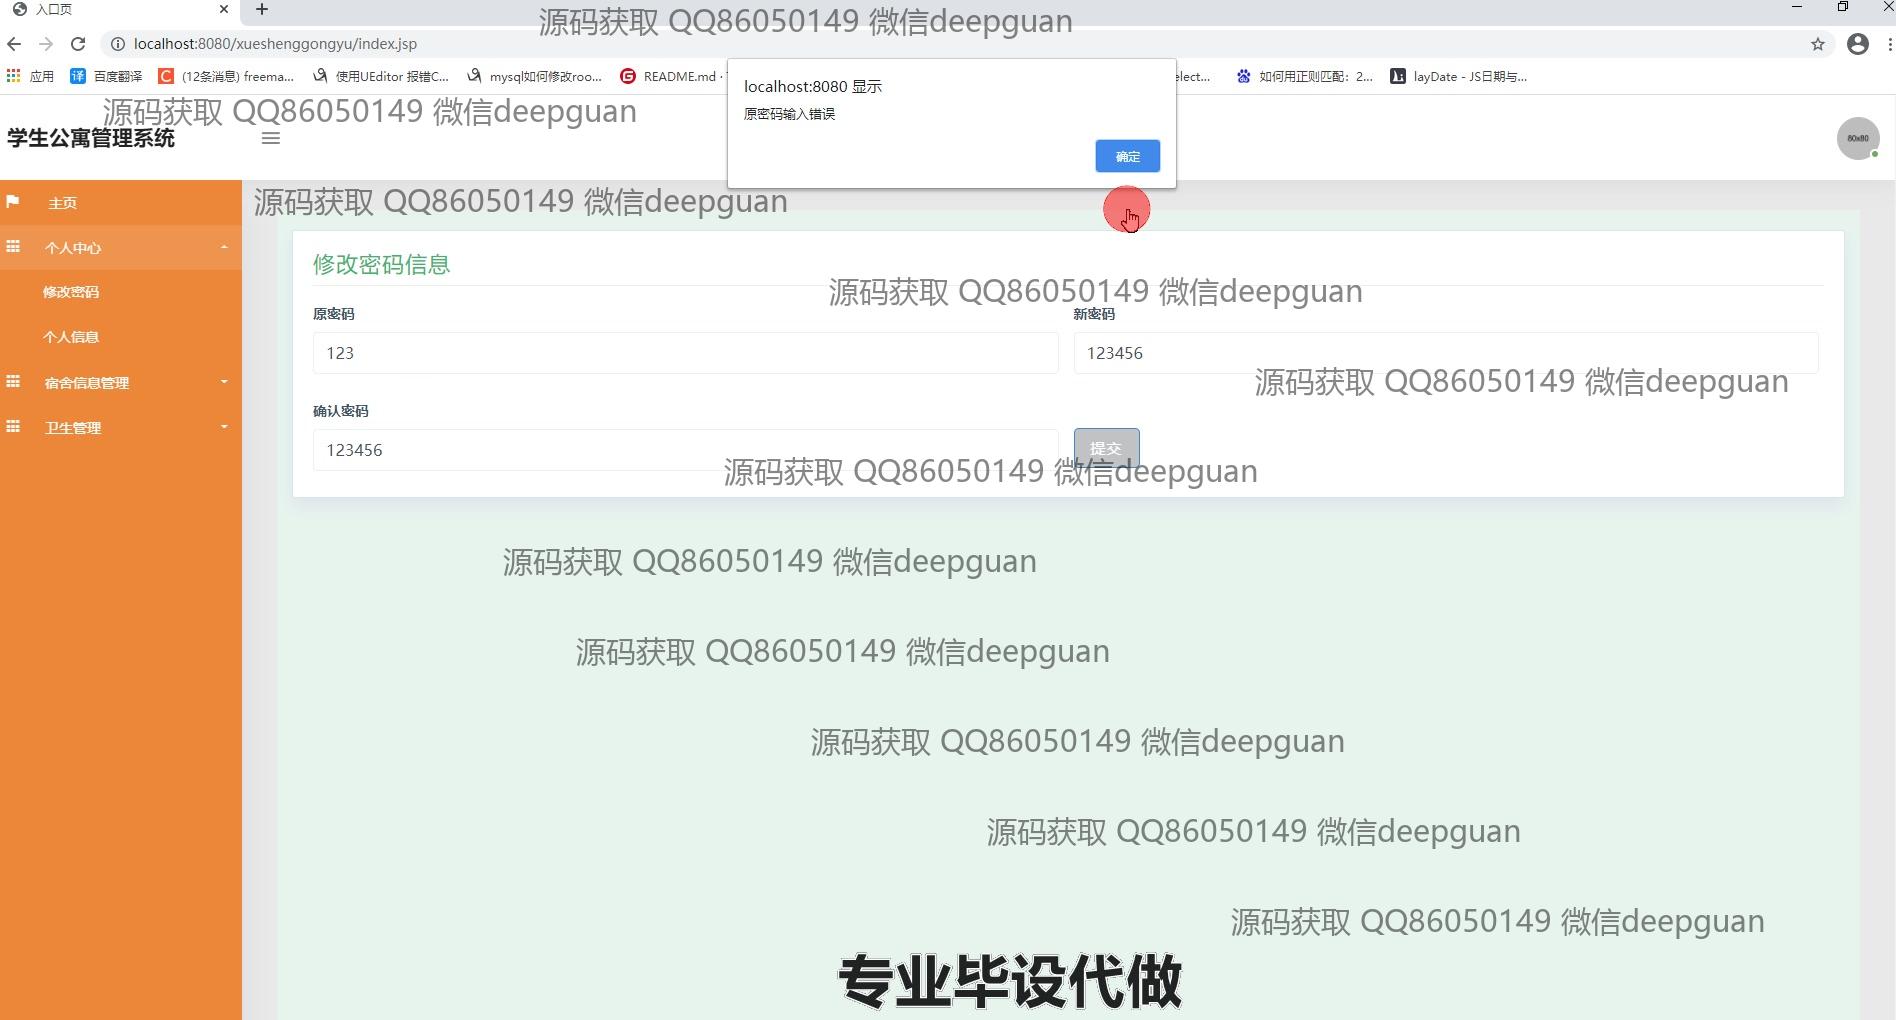 入口页
源码获取 QQ86050149 微信deepguan
localhost:8080/xueshenggongyu/index.jsp
应用
百度翻译
(12条消息) freema...
使用UEditor 报错C...
mysql如何修改roo...
README.md ·
elect...
如何用正则匹配：2...
layDate - JS日期与...
localhost:8080 显示
原密码输入错误
确定
源码获取 QQ86050149 微信deepguan
学生公寓管理系统
80x80
主页
源码获取 QQ86050149 微信deepguan
个人中心
修改密码
个人信息
宿舍信息管理
卫生管理
修改密码信息
源码获取 QQ86050149 微信deepguan
原密码
新密码
123
123456
源码获取 QQ86050149 微信deepguan
确认密码
123456
提交
源码获取 QQ86050149 微信deepguan
源码获取 QQ86050149 微信deepguan
源码获取 QQ86050149 微信deepguan
源码获取 QQ86050149 微信deepguan
源码获取 QQ86050149 微信deepguan
源码获取 QQ86050149 微信deepguan
专业毕设代做